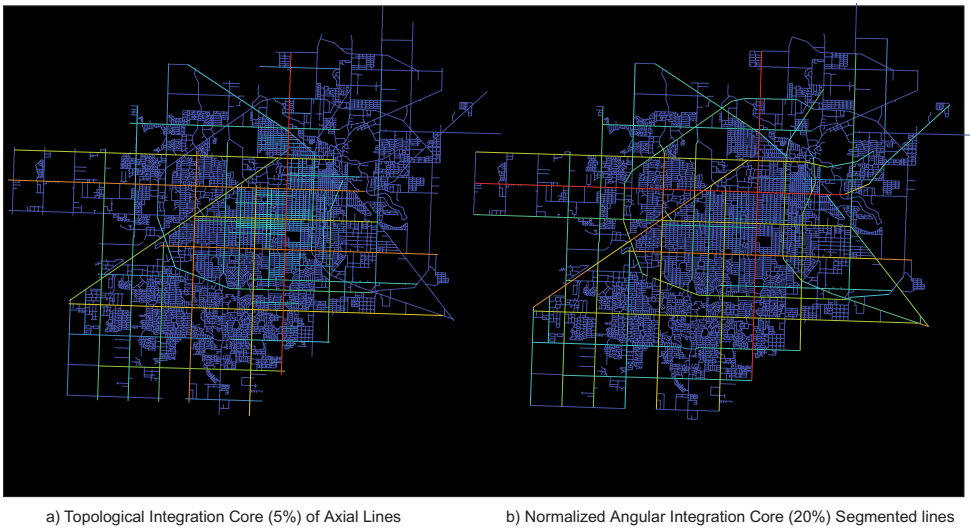 a) Topological Integration Core (5%) of Axial Lines
b) Normalized Angular Integration Core (20%) Segmented lines